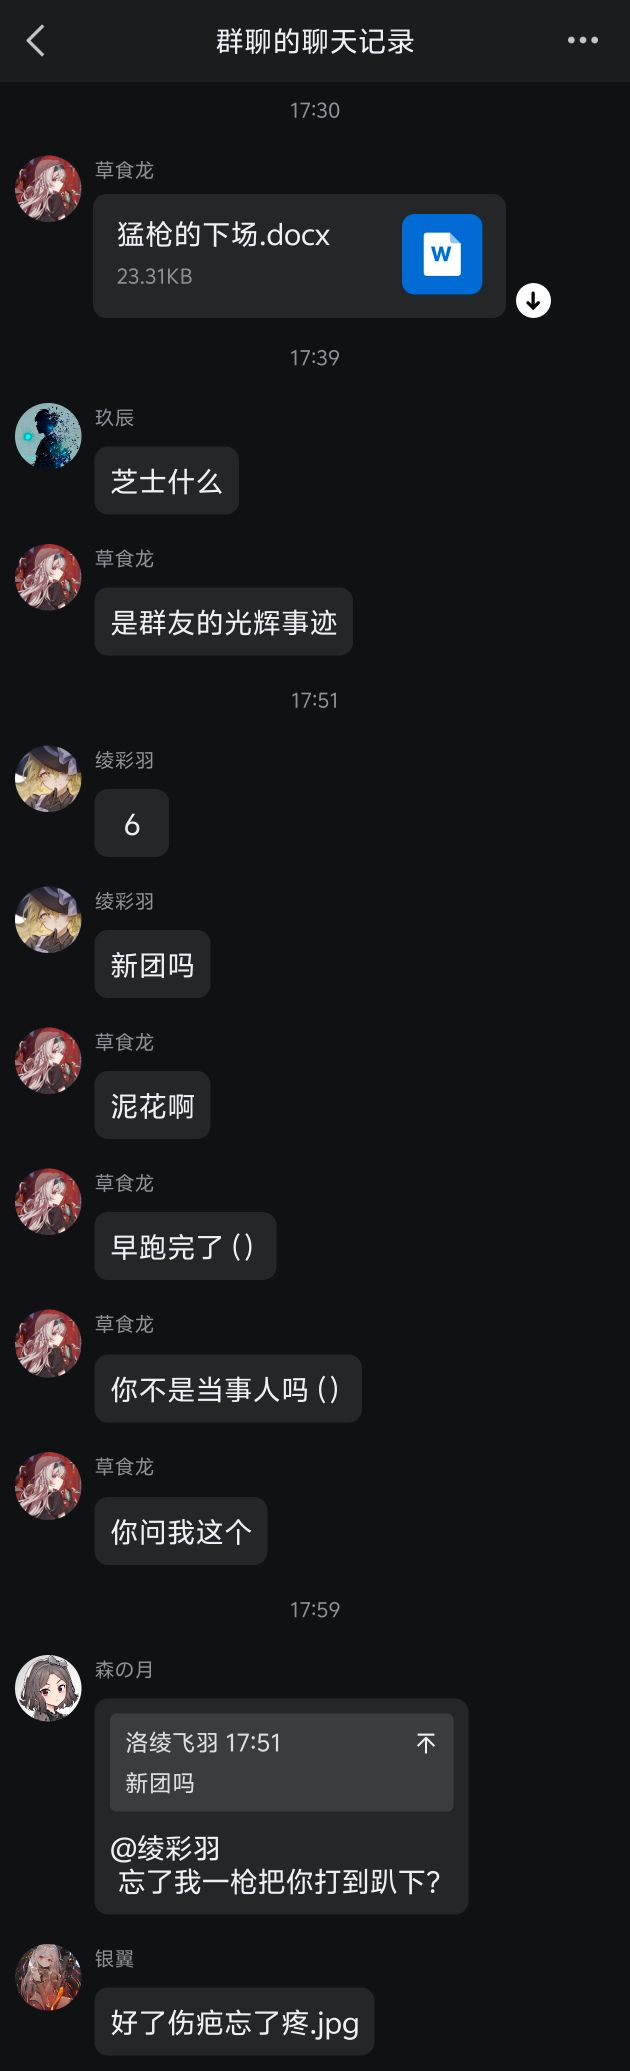 群聊的聊天记录
17:30
草食龙
猛枪的下场.docx
23.31KB
W
17:39
玖辰
芝士什么
草食龙
是群友的光辉事迹
17:51
绫彩羽
6
绫彩羽
新团吗
草食龙
泥花啊
草食龙
早跑完了()
草食龙
你不是当事人吗()
草食龙
你问我这个
17:59
森の月
洛绫飞羽 17:51
新团吗
@绫彩羽
忘了我一枪把你打到趴下?
银翼
好了伤疤忘了疼.jpg